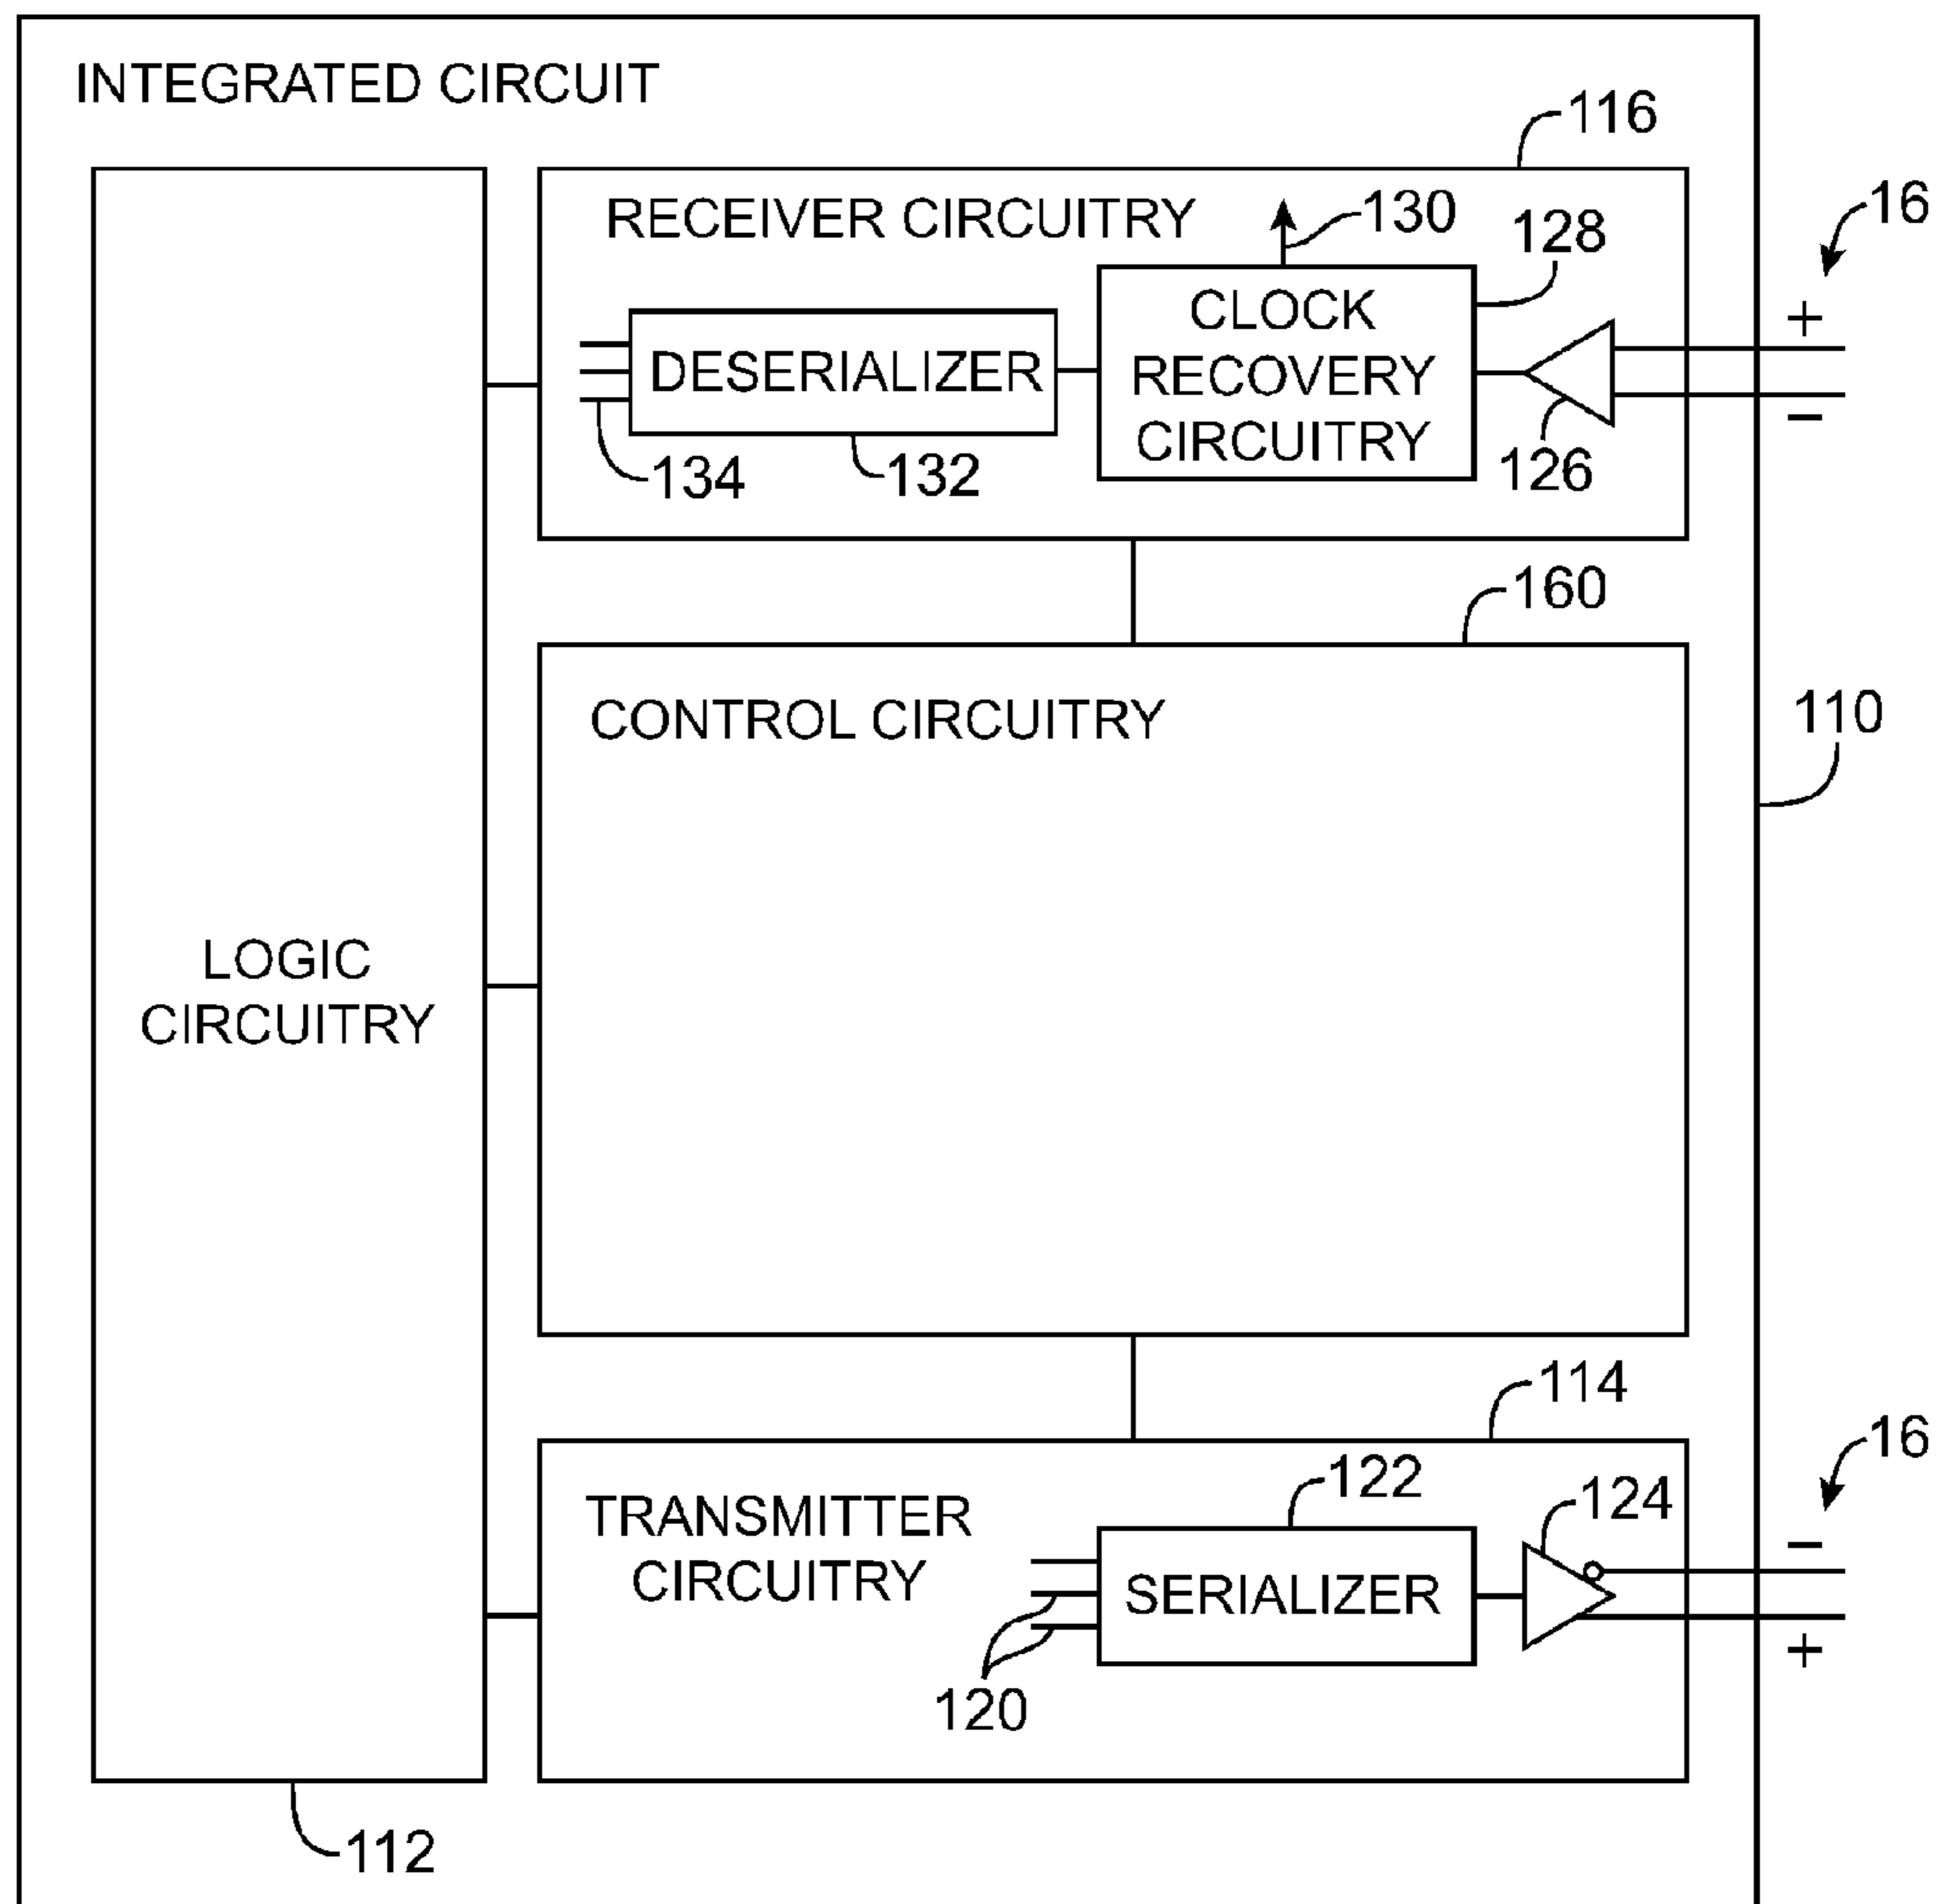 INTEGRATED CIRCUIT
116
RECEIVER CIRCUITRY
130
128
16
CLOCK
RECOVERY
CIRCUITRY
+
−
DESERIALIZER
134
132
126
160
CONTROL CIRCUITRY
110
LOGIC
CIRCUITRY
114
16
TRANSMITTER
CIRCUITRY
122
124
−
SERIALIZER
+
120
112